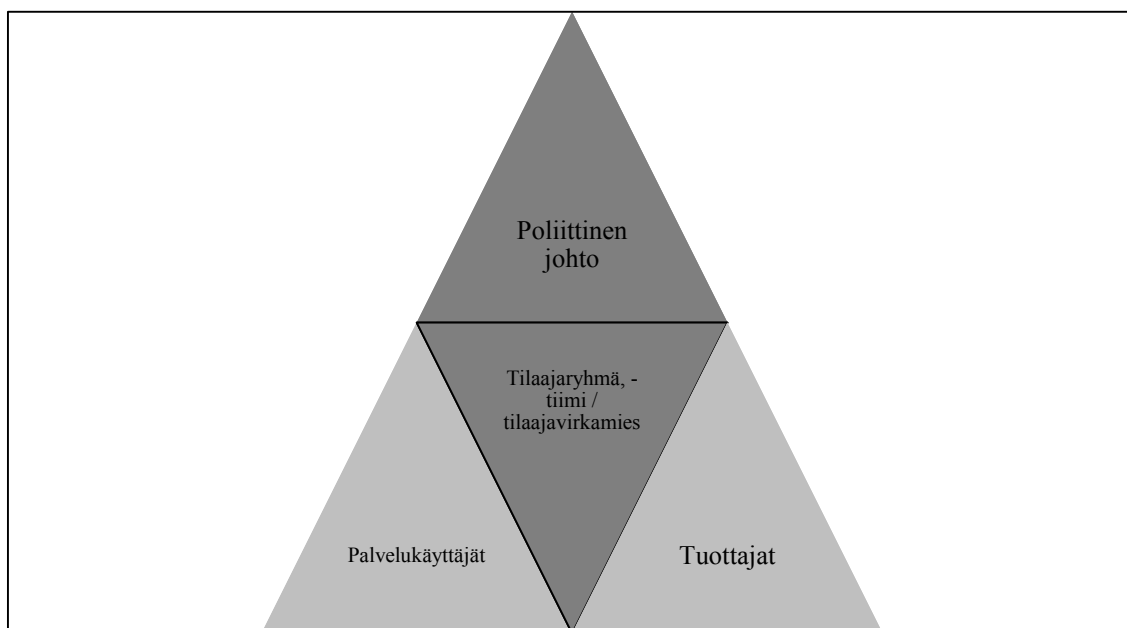 Poliittinen
johto
Tilaajaryhmä, -
tiimi /
tilaajavirkamies
Palvelukäyttäjät
Tuottajat